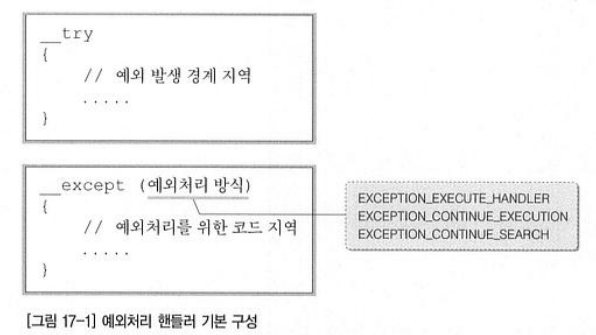 __try
{
// 예외 발생 경계 지역
.....
}
__except (예외처리 방식)
{
// 예외처리를 위한 코드 지역
.....
}
EXCEPTION_EXECUTE_HANDLER
EXCEPTION_CONTINUE_EXECUTION
EXCEPTION_CONTINUE_SEARCH
[그림 17-1] 예외처리 핸들러 기본 구성